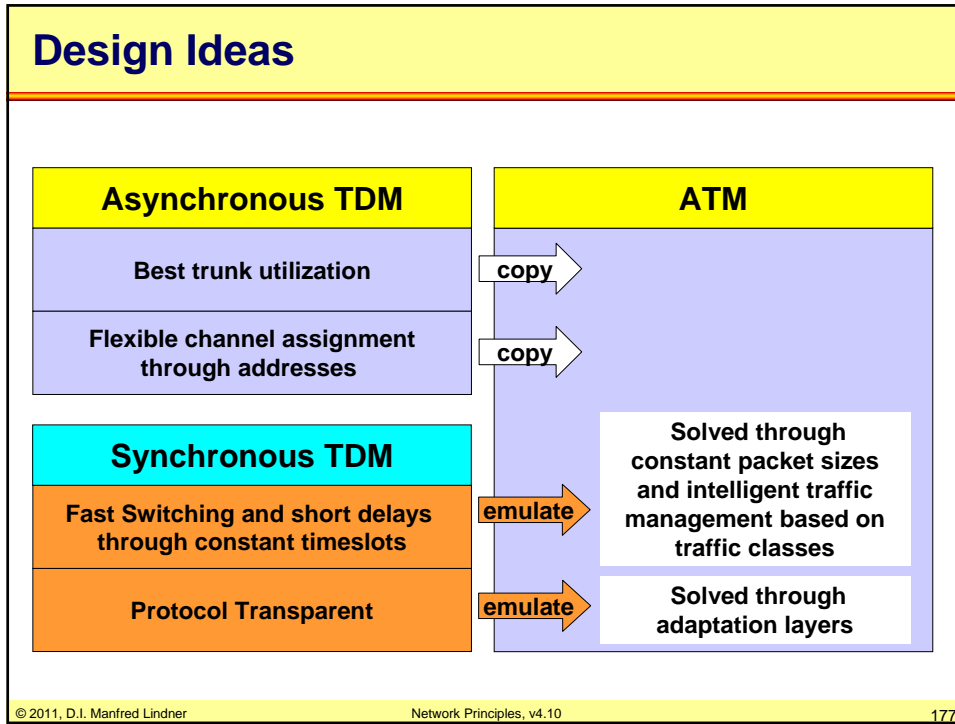 Design Ideas
Asynchronous TDM
Best trunk utilization
Flexible channel assignment
through addresses
Synchronous TDM
Fast Switching and short delays
through constant timeslots
Protocol Transparent
copy
copy
emulate
emulate
ATM
Solved through
constant packet sizes
and intelligent traffic
management based on
traffic classes
Solved through
adaptation layers
© 2011, D.I. Manfred Lindner
Network Principles, v4.10
177